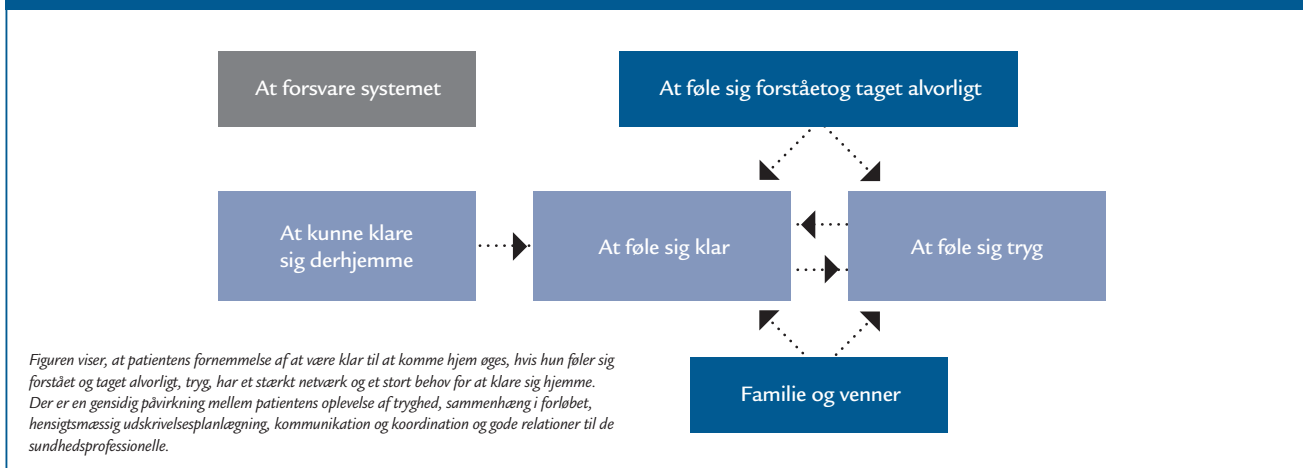 At forsvare systemet
At føle sig forståetog taget alvorligt
At kunne klare
sig derhjemme
At føle sig klar
At føle sig tryg
Familie og venner
Figuren viser, at patientens fornemmelse af at være klar til at komme hjem øges, hvis hun føler sig
forstået og taget alvorligt, tryg, har et stærkt netværk og et stort behov for at klare sig hjemme.
Der er en gensidig påvirkning mellem patientens oplevelse af tryghed, sammenhæng i forløbet,
hensigtsmæssig udskrivelsesplanlægning, kommunikation og koordination og gode relationer til de
sundhedsprofessionelle.